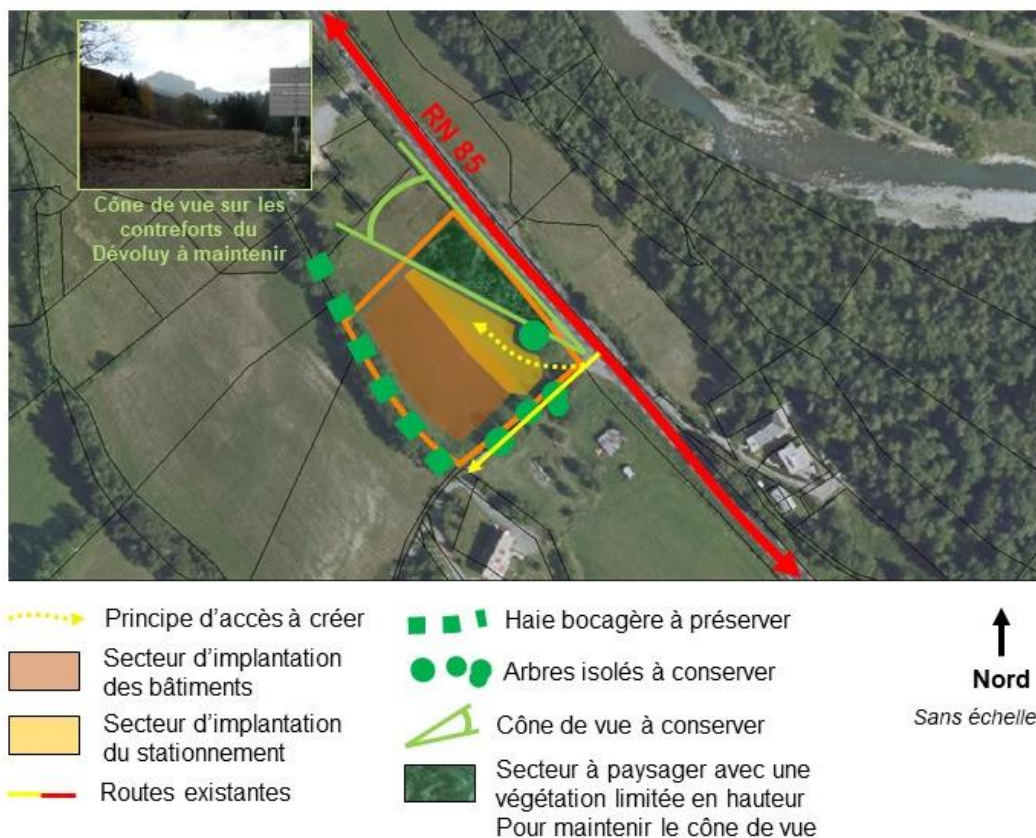 RN 85
Cône de vue sur les
contreforts du
Dévoluy à maintenir
Principe d'accès à créer
Secteur d'implantation
des bâtiments
Secteur d'implantation
du stationnement
Routes existantes
Haie bocagère à préserver
Arbres isolés à conserver
Cône de vue à conserver
Secteur à paysager avec une
végétation limitée en hauteur
Pour maintenir le cône de vue
Nord
Sans échelle